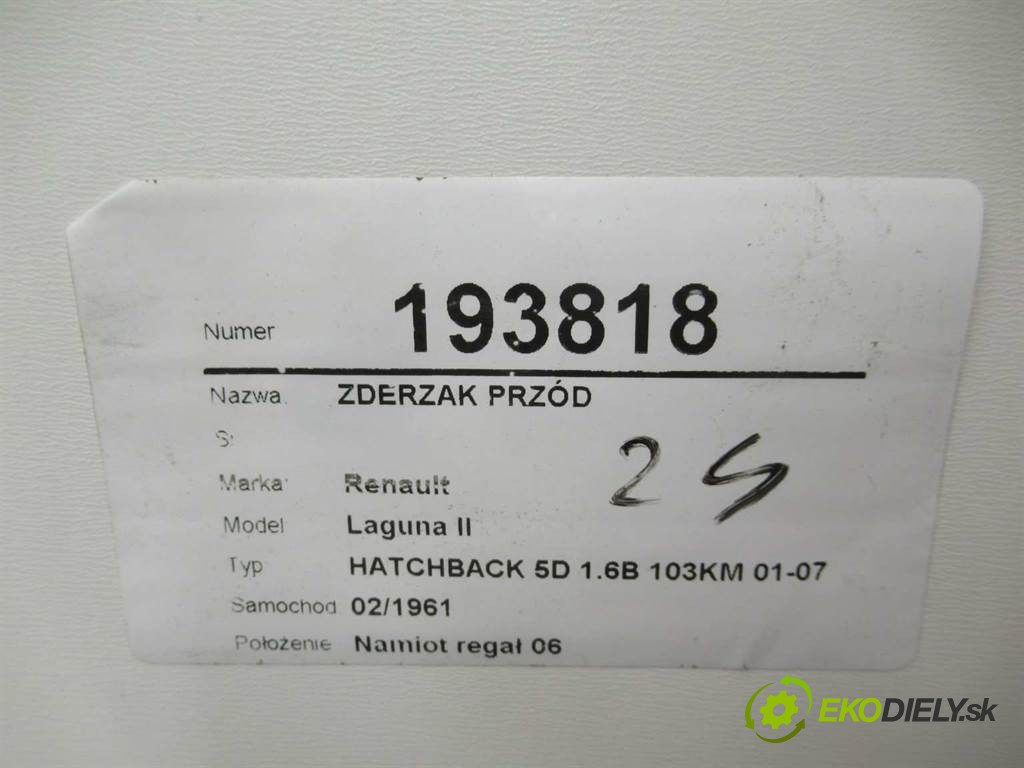 Numer 193818
Nazwa ZDERZAK PRZÓD
2
Marka Renault
Model Laguna II
Typ HATCHBACK 5D 1.6B 103KM 01-07
Samochod 02/1961
Położenie Namiot regał 06
EKODIELY.sk